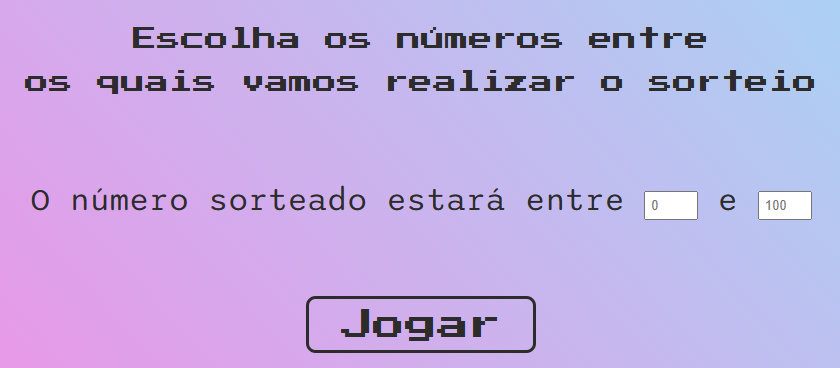 Escolha os números entre
os quais vamos realizar o sorteio
O número sorteado estará entre 0 e 100
Jogar